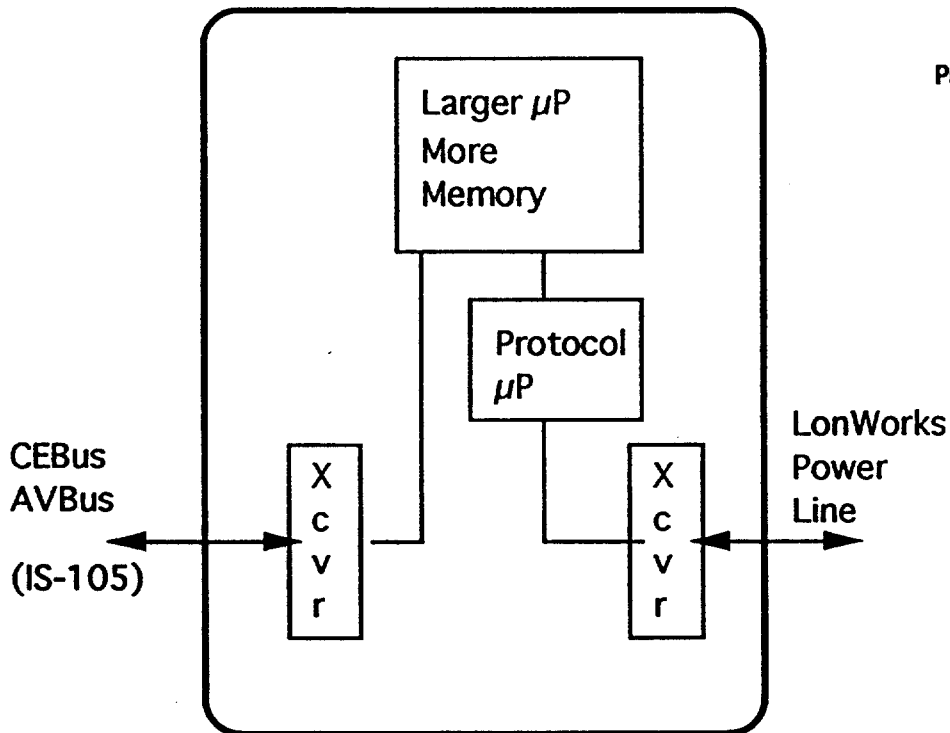 Larger µP
More
Memory
Protocol
µP
CEBus
AVBus
(IS-105)
X
c
v
r
X
c
v
r
LonWorks
Power
Line